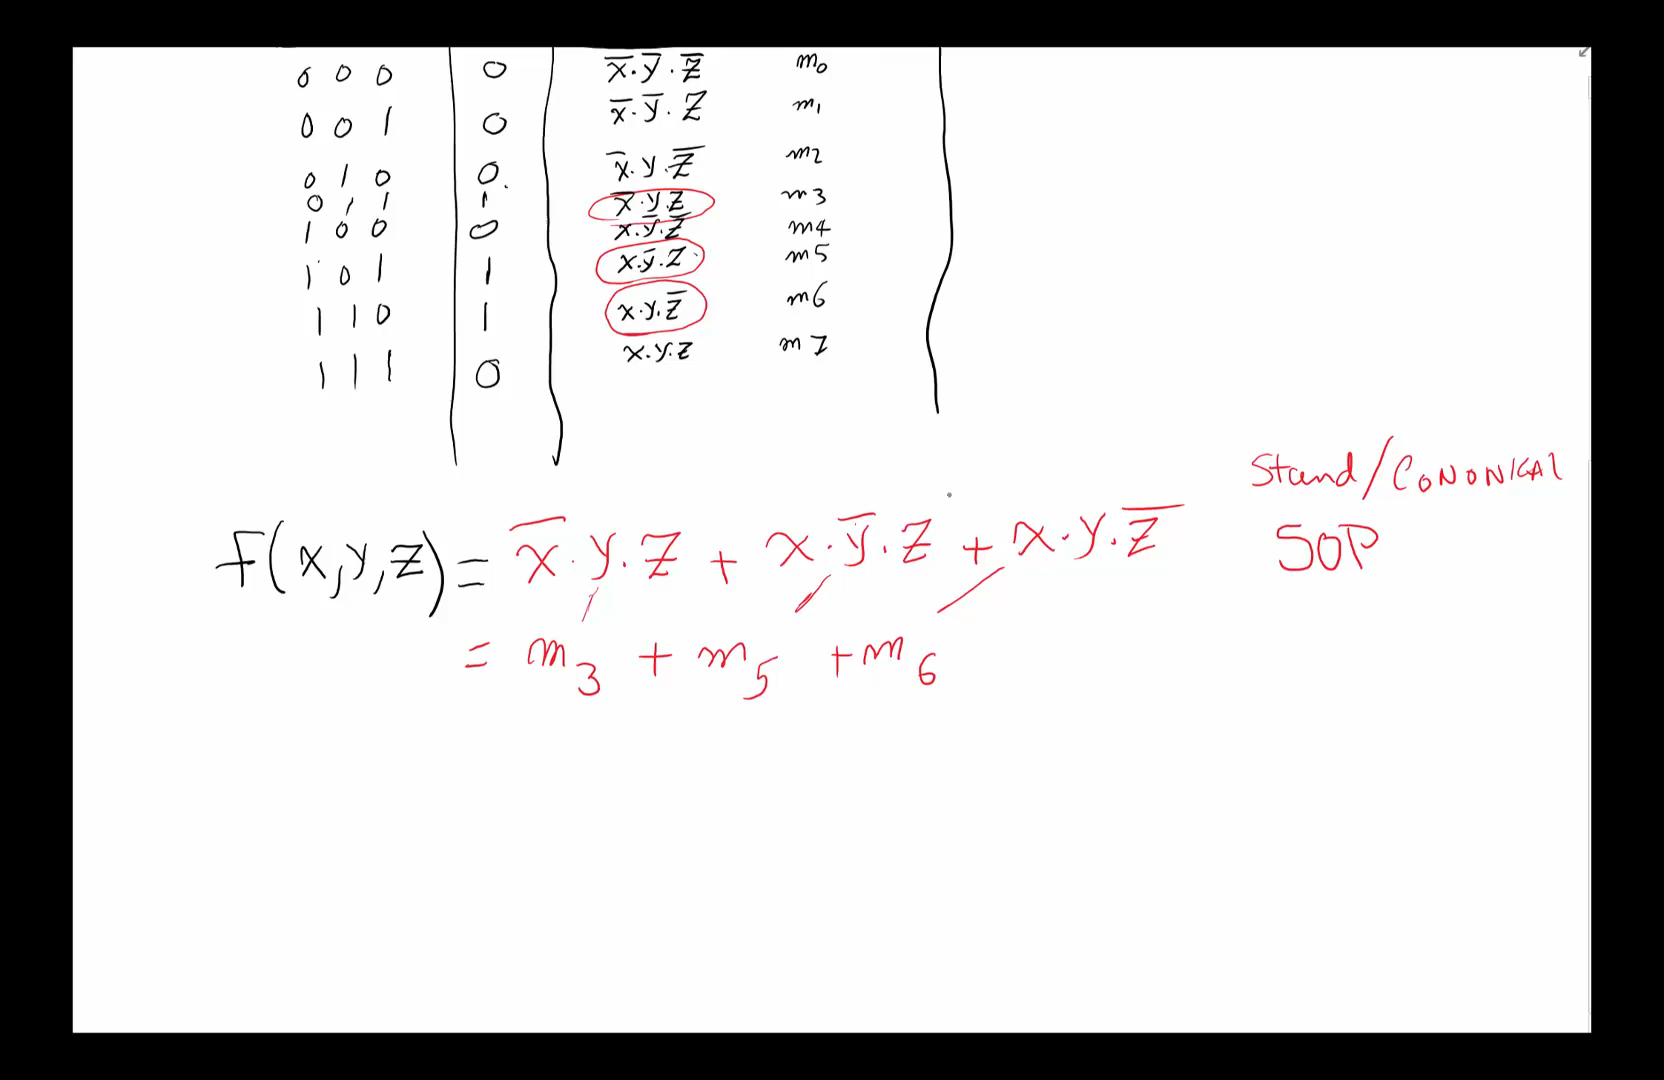 0 0 0 0 x̅.y̅.z̅ m0
0 0 1 0 x̅.y̅.z m1
0 1 0 0 x̅.y.z̅ m2
0 1 1 1 x̅.y.z m3
1 0 0 0 x.y̅.z̅ m4
1 0 1 1 x.y̅.z m5
1 1 0 1 x.y.z̅ m6
1 1 1 0 x.y.z m7
Stand/CONONICAL
F(x,y,z) = x̅.y.z + x.y̅.z + x.y.z̅ SOP
= m3 + m5 + m6